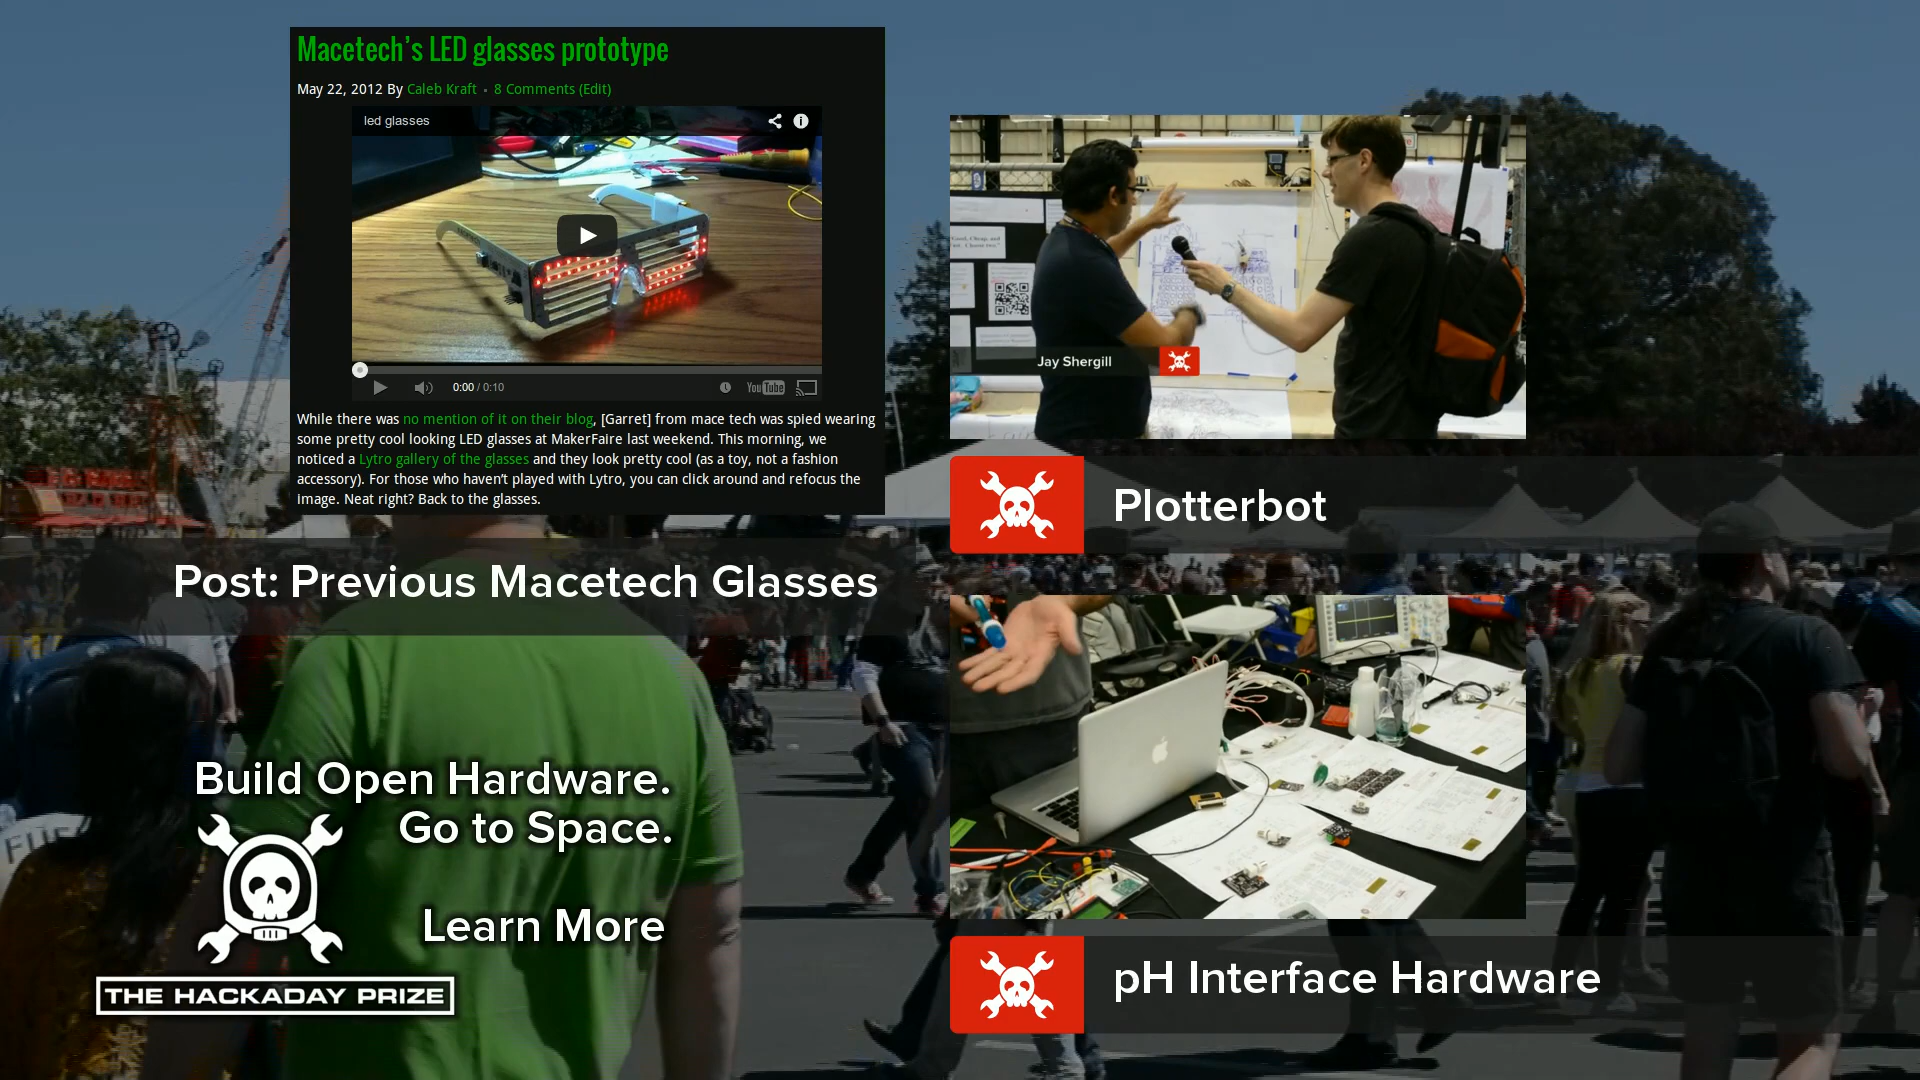 Macetech's LED glasses prototype
May 22, 2012 By Caleb Kraft • 8 Comments (Edit)
led glasses
0:00 / 0:10
YouTube
While there was no mention of it on their blog, [Garret] from mace tech was spied wearing
some pretty cool looking LED glasses at MakerFaire last weekend. This morning, we
noticed a Lytro gallery of the glasses and they look pretty cool (as a toy, not a fashion
accessory). For those who haven't played with Lytro, you can click around and refocus the
image. Neat right? Back to the glasses.
Post: Previous Macetech Glasses
Build Open Hardware.
Go to Space.
Learn More
THE HACKADAY PRIZE
Jay Shergill
Plotterbot
pH Interface Hardware